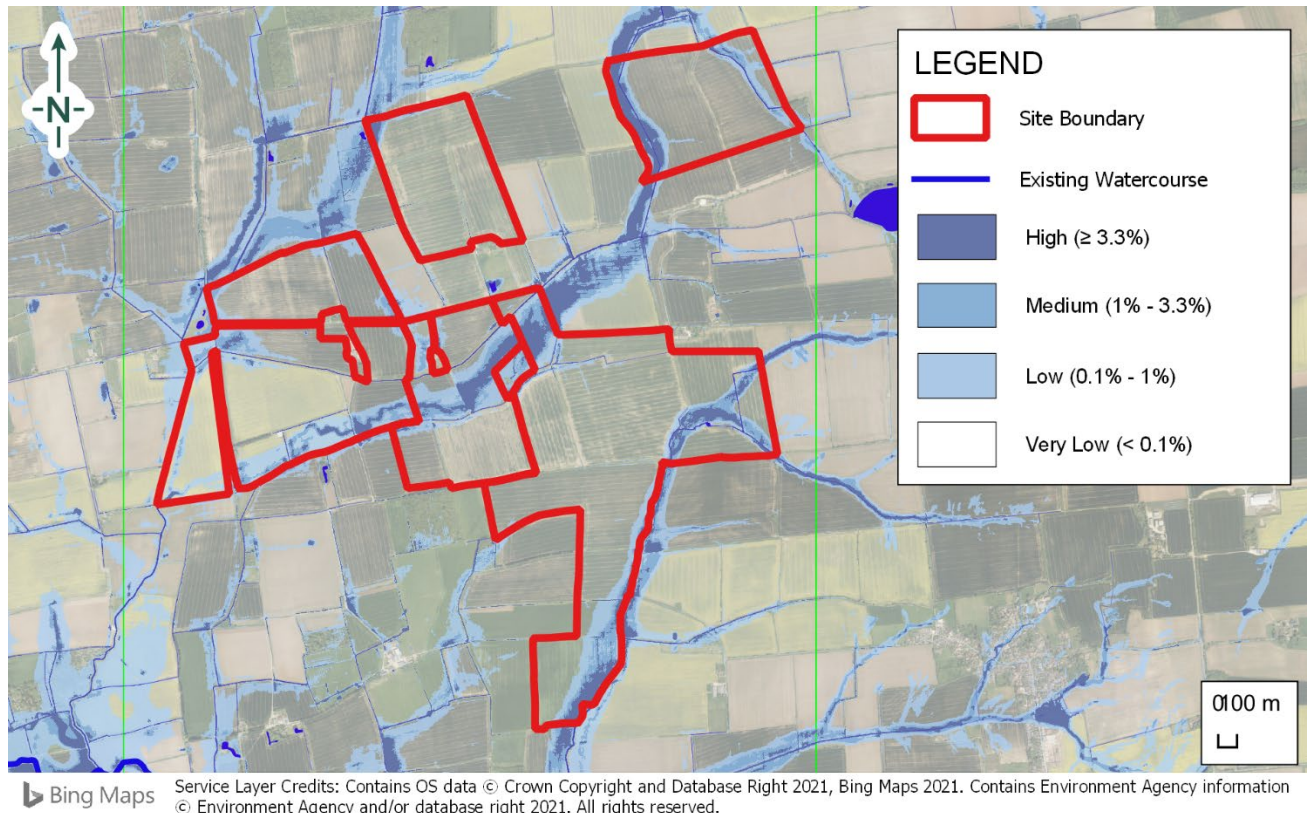 N
LEGEND
Site Boundary
Existing Watercourse
High (≥ 3.3%)
Medium (1% - 3.3%)
Low (0.1% - 1%)
Very Low (< 0.1%)
0100 m
Bing Maps
Service Layer Credits: Contains OS data © Crown Copyright and Database Right 2021, Bing Maps 2021. Contains Environment Agency information
© Environment Agency and/or database right 2021. All rights reserved.